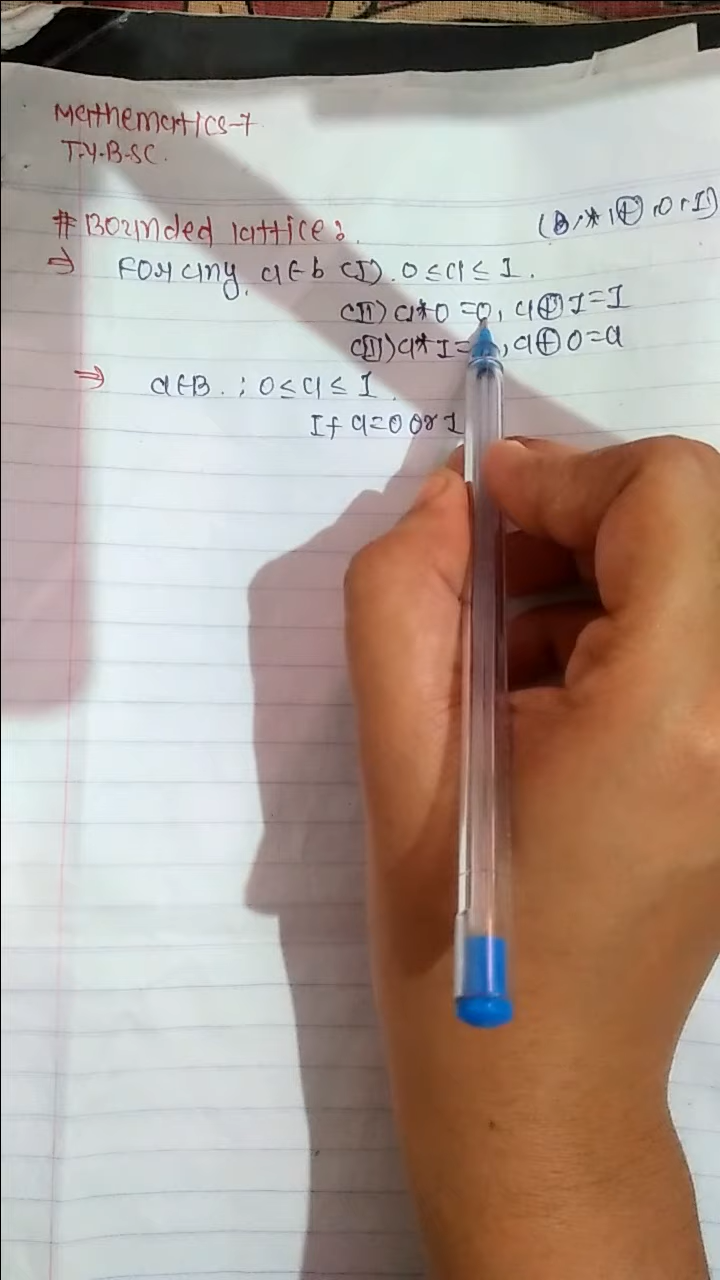 Mathematics-7
T.Y.B.SC.
(B,*,⊕,0,I)
# Bounded lattice:
⇒ For any a∈b (I). 0≤a≤I.
(II) a*0=0, a⊕I=I
(III) a*I= , a⊕0=a
⇒ a∈B. ; 0≤a≤I.
If a=0 or I